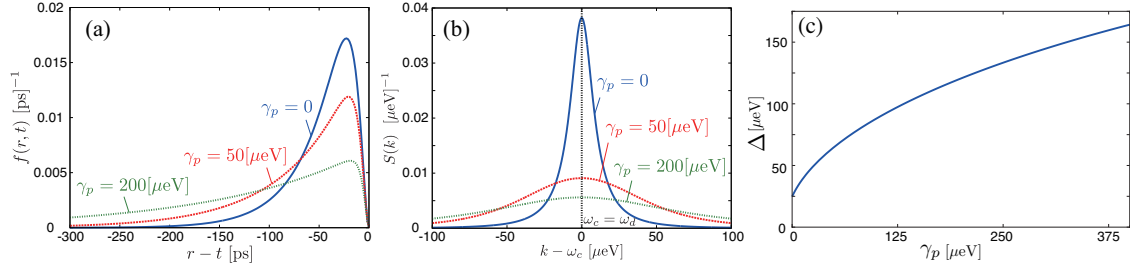 (a)
f(r, t) [ps]⁻¹
0.02
0.015
0.01
0.005
0
γp = 0
γp = 50[μeV]
γp = 200[μeV]
-300 -250 -200 -150 -100 -50 0
r − t [ps]
(b)
S(k) [μeV]⁻¹
0.04
0.03
0.02
0.01
0
γp = 0
γp = 50[μeV]
γp = 200[μeV]
ωc = ωd
-100 -50 0 50 100
k − ωc [μeV]
(c)
Δ [μeV]
150
100
50
0
0 125 250 375
γp [μeV]